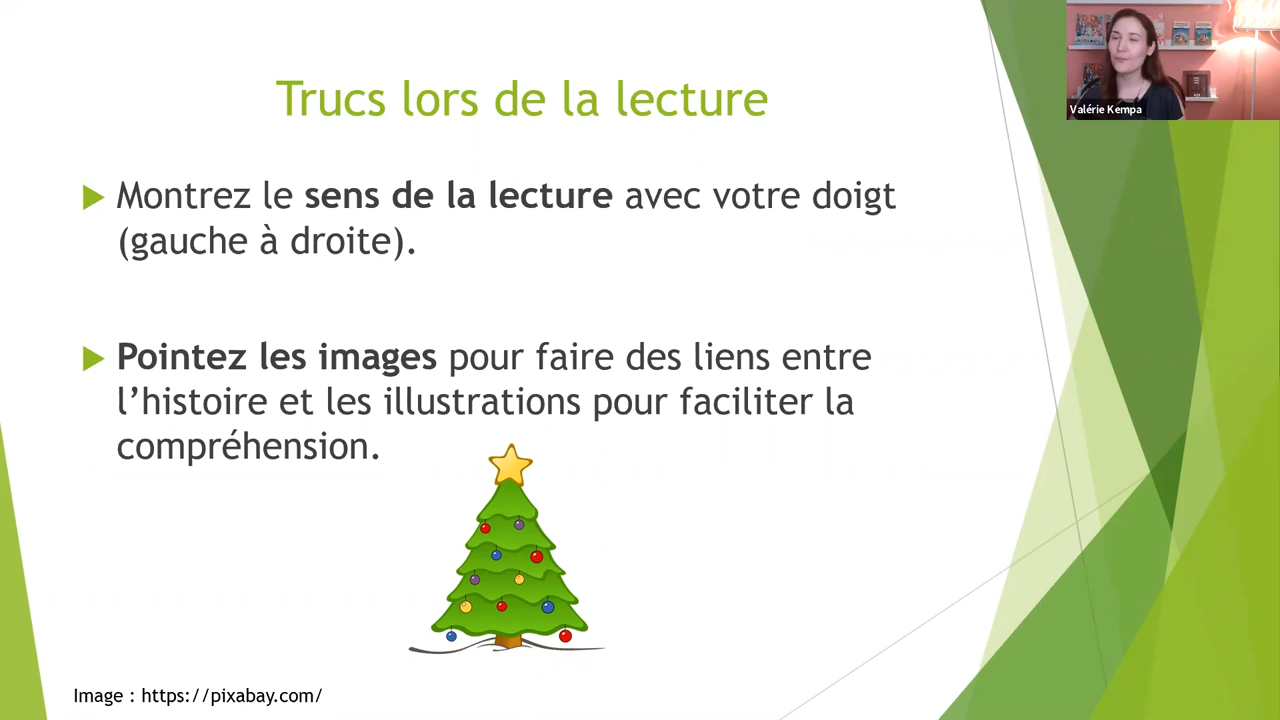 Trucs lors de la lecture
Montrez le sens de la lecture avec votre doigt
(gauche à droite).
Pointez les images pour faire des liens entre
l’histoire et les illustrations pour faciliter la
compréhension.
Image : https://pixabay.com/
Valérie Kempa